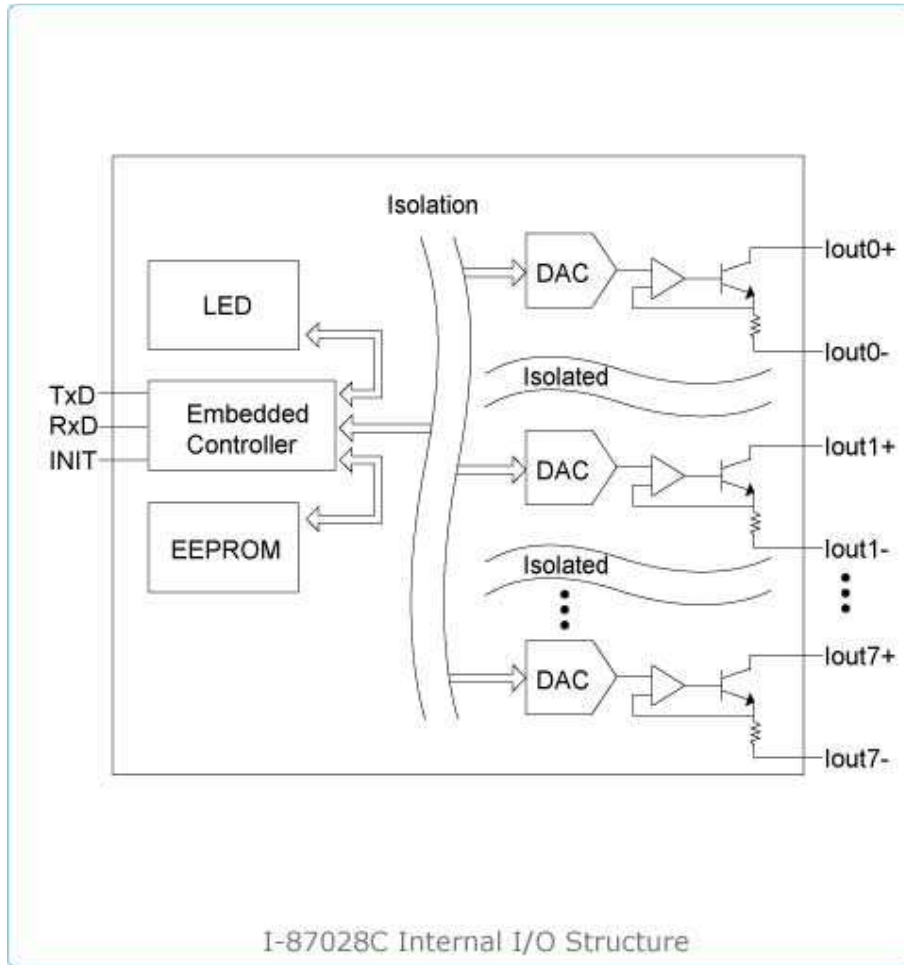 Isolation
LED
TxD
RxD
INIT
Embedded
Controller
EEPROM
DAC
Iout0+
Iout0-
Isolated
DAC
Iout1+
Iout1-
Isolated
DAC
Iout7+
Iout7-
I-87028C Internal I/O Structure